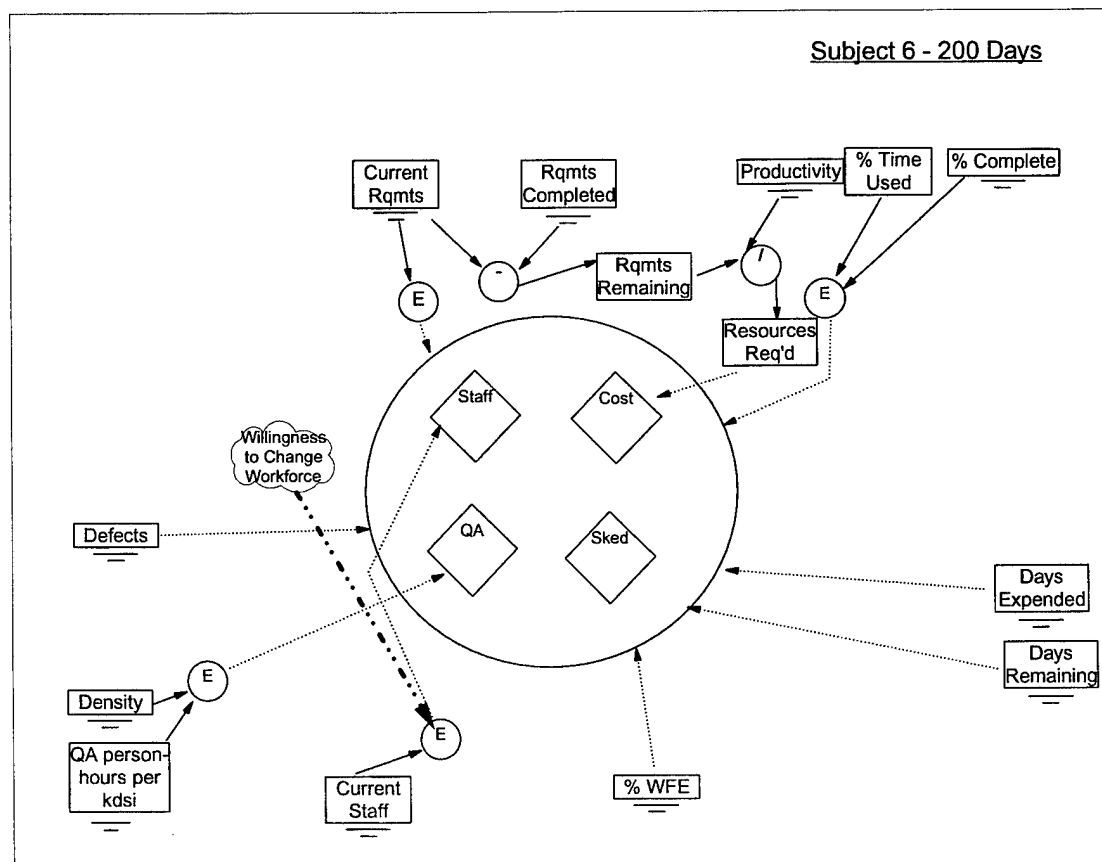 Subject 6 - 200 Days
Current
Rqmts
Rqmts
Completed
Productivity
% Time
Used
% Complete
E
-
Rqmts
Remaining
/
E
Resources
Req'd
Staff
Cost
Willingness
to Change
Workforce
Defects
QA
Sked
Days
Expended
Days
Remaining
E
Density
QA person-
hours per
kdsi
E
Current
Staff
% WFE